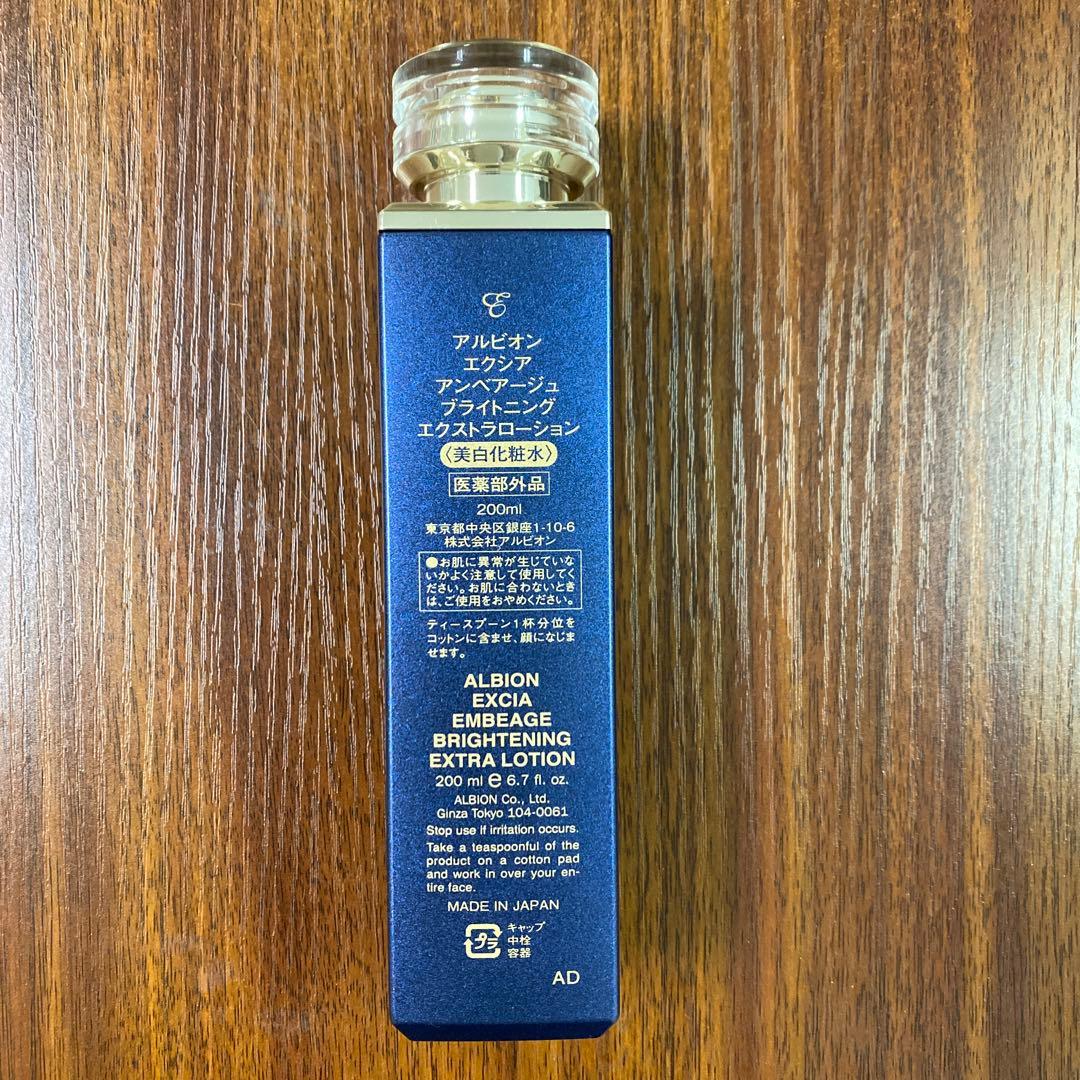 アルビオン
エクシア
アンベアージュ
ブライトニング
エクストラローション
〈美白化粧水〉
医薬部外品
200ml
東京都中央区銀座1-10-6
株式会社アルビオン
●お肌に異常が生じていな
いかよく注意して使用してく
ださい。お肌に合わないとき
は、ご使用をおやめください。
ティースプーン1杯分位を
コットンに含ませ、顔になじま
せます。
ALBION
EXCIA
EMBEAGE
BRIGHTENING
EXTRA LOTION
200 ml ℮ 6.7 fl. oz.
ALBION Co., Ltd.
Ginza Tokyo 104-0061
Stop use if irritation occurs.
Take a teaspoonful of the
product on a cotton pad
and work in over your en-
tire face.
MADE IN JAPAN
プラ
キャップ
中栓
容器
AD